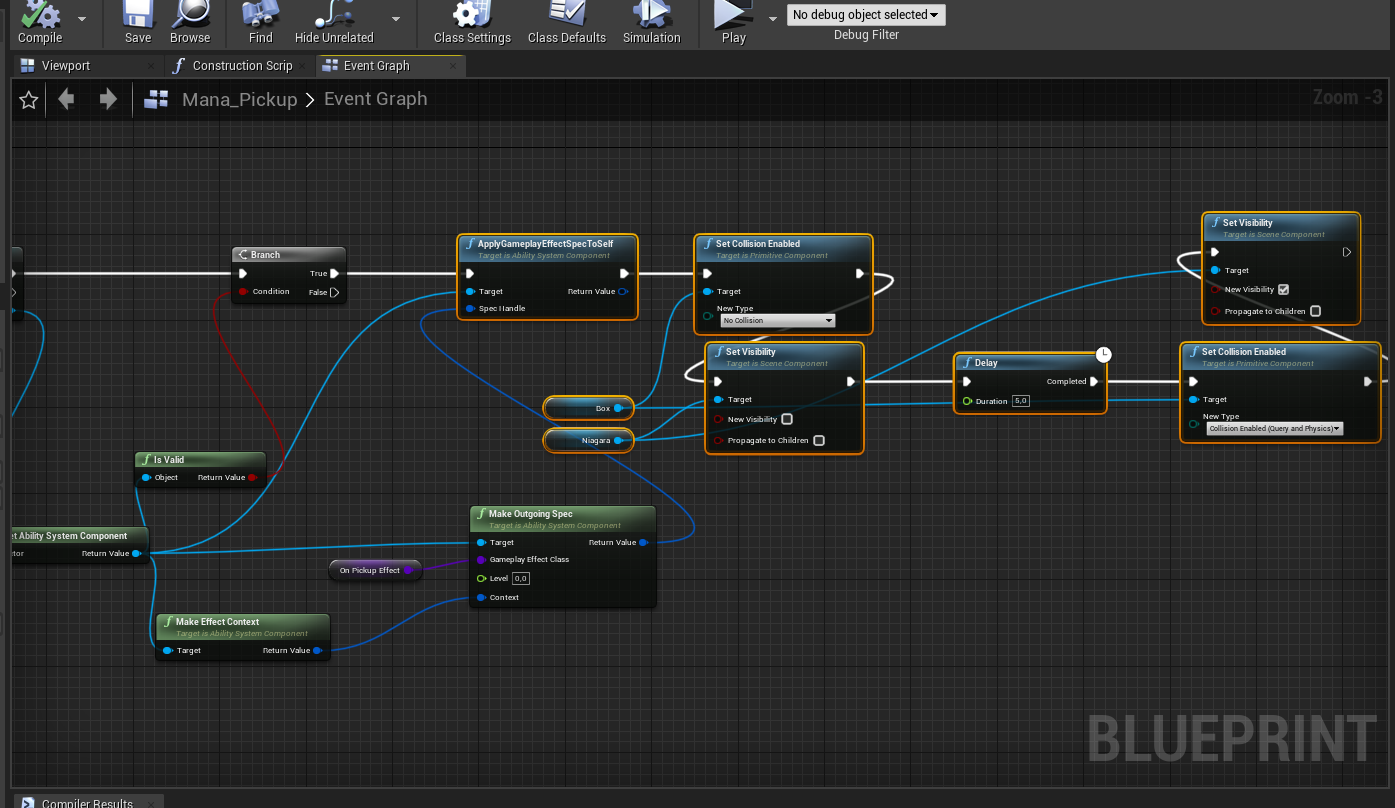 Compile
Save
Browse
Find
Hide Unrelated
Class Settings
Class Defaults
Simulation
Play
No debug object selected
Debug Filter
Viewport
Construction Scrip
Event Graph
Mana_Pickup > Event Graph
Zoom -3
Branch
True
Condition
False
ApplyGameplayEffectSpecToSelf
Target is Ability System Component
Target
Return Value
Spec Handle
Set Collision Enabled
Target is Primitive Component
Target
New Type
No Collision
Set Visibility
Target is Scene Component
Target
New Visibility
Propagate to Children
Box
Niagara
Delay
Completed
Duration
5,0
Set Visibility
Target is Scene Component
Target
New Visibility
Propagate to Children
Set Collision Enabled
Target is Primitive Component
Target
New Type
Collision Enabled (Query and Physics)
Is Valid
Object
Return Value
et Ability System Component
tor
Return Value
On Pickup Effect
Make Outgoing Spec
Target is Ability System Component
Target
Return Value
Gameplay Effect Class
Level
0,0
Context
Make Effect Context
Target is Ability System Component
Target
Return Value
BLUEPRINT
Compiler Results